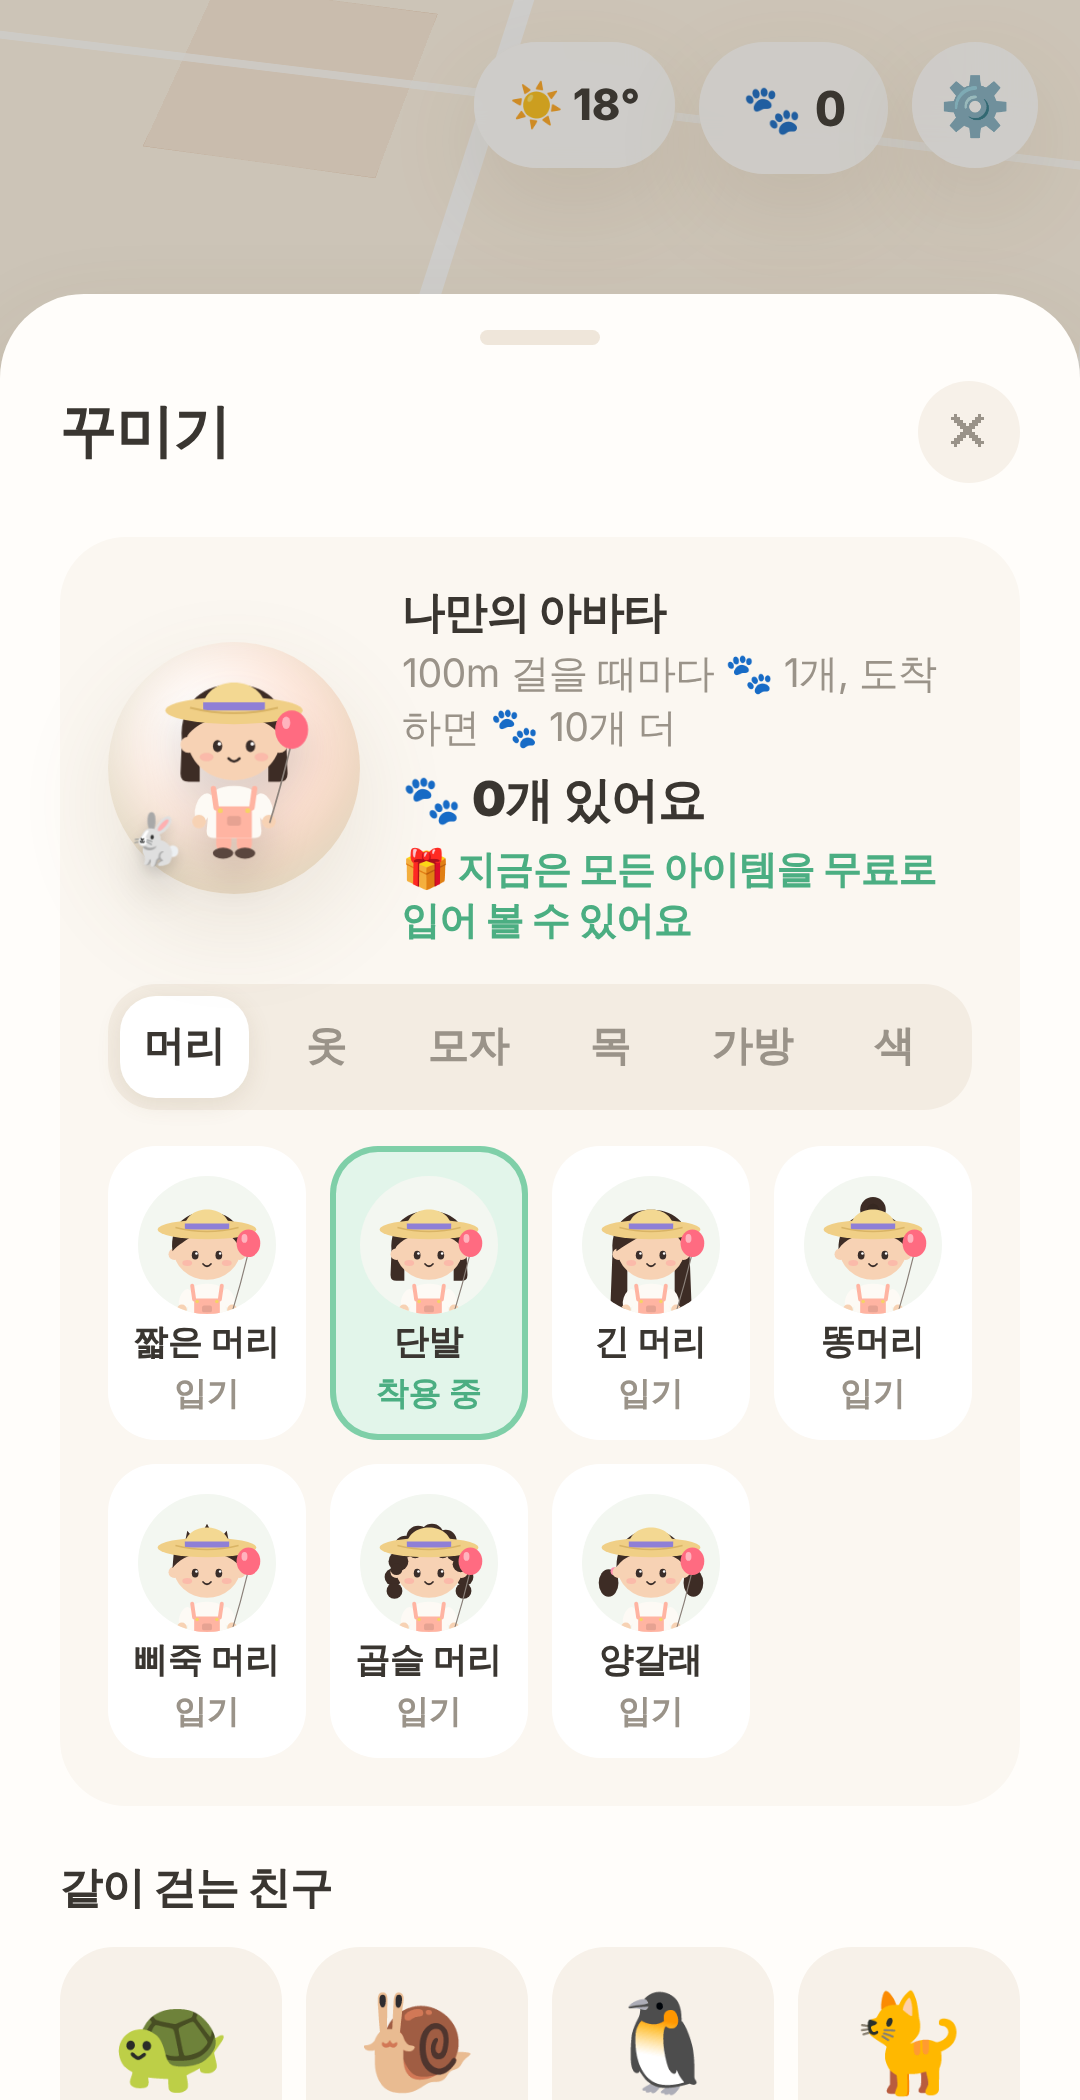 18°
0
꾸미기
나만의 아바타
100m 걸을 때마다 🐾 1개, 도착
하면 🐾 10개 더
🐾 0개 있어요
🎁 지금은 모든 아이템을 무료로
입어 볼 수 있어요
머리 옷 모자 목 가방 색
짧은 머리 단발 긴 머리 똥머리
입기 착용 중 입기 입기
삐죽 머리 곱슬 머리 양갈래
입기 입기 입기
같이 걷는 친구